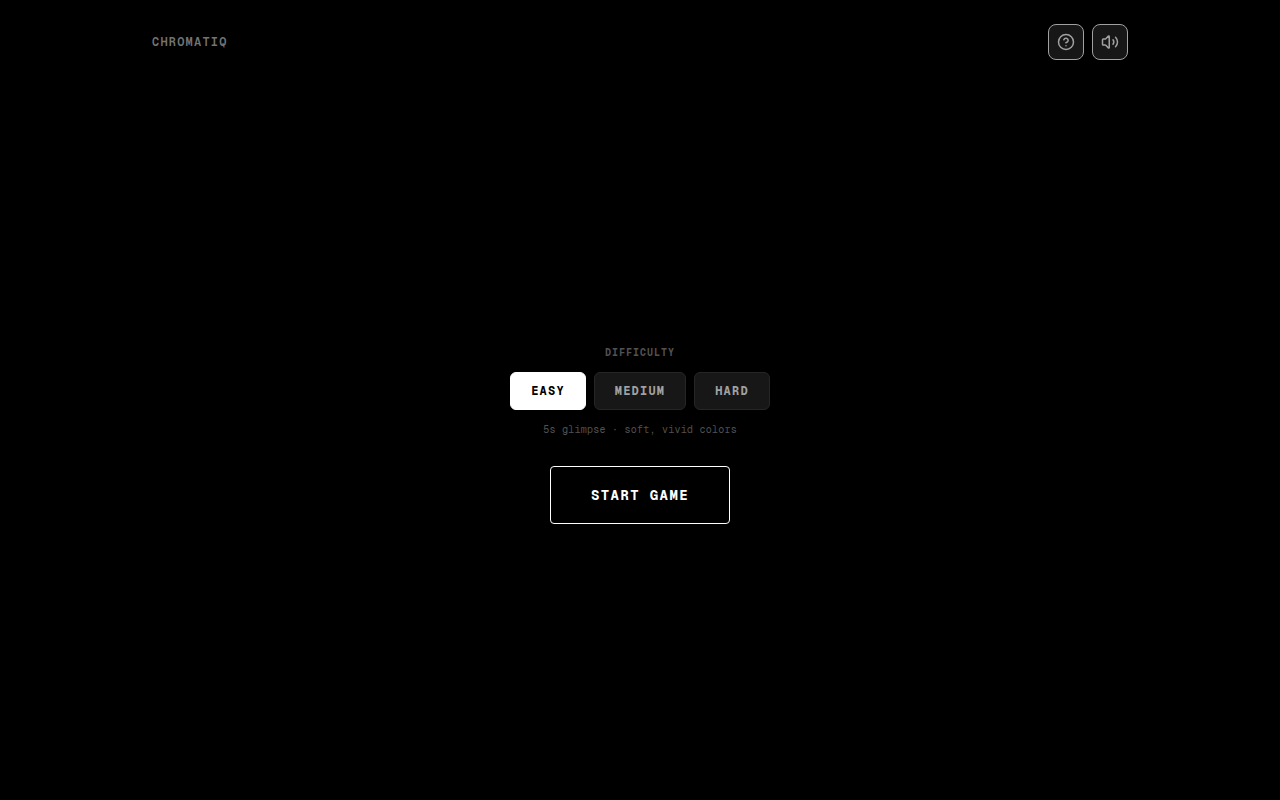 CHROMATIQ
DIFFICULTY
EASY MEDIUM HARD
5s glimpse · soft, vivid colors
START GAME